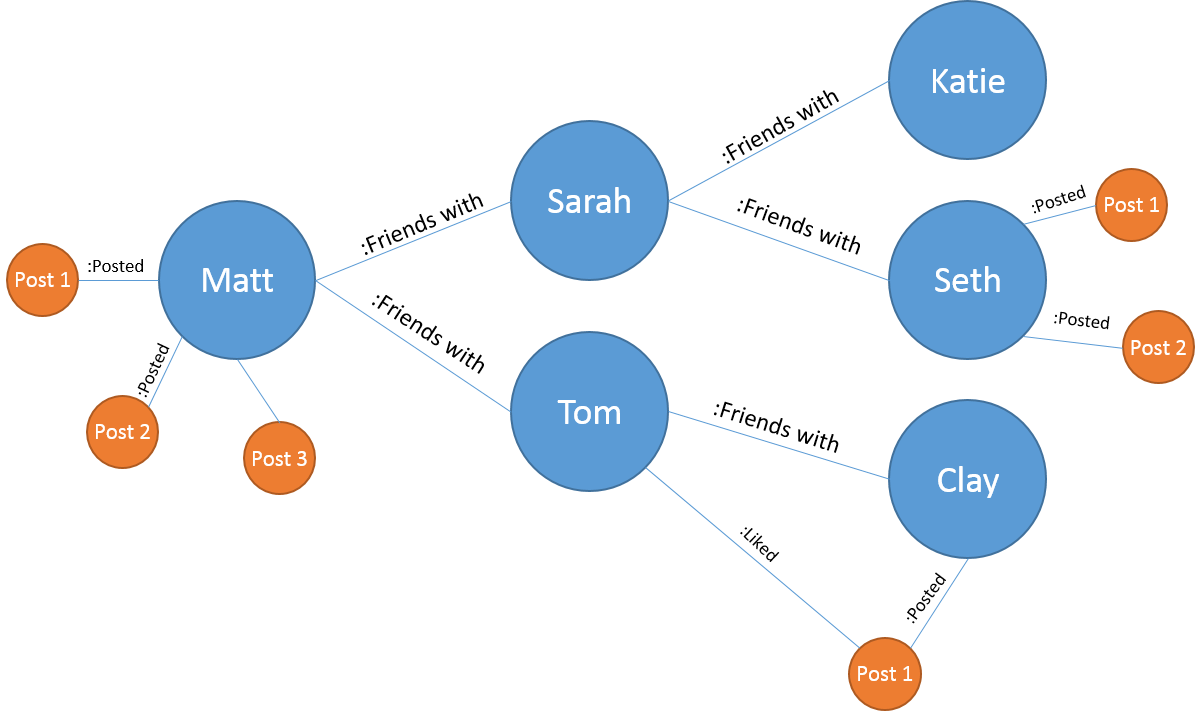 Katie
:Friends with
Sarah
:Friends with
:Posted
Post 1
:Friends with
Matt
:Posted
Post 1
Seth
:Posted
Post 2
:Friends with
:Posted
Post 2
Post 3
Tom
:Friends with
Clay
:Liked
:Posted
Post 1